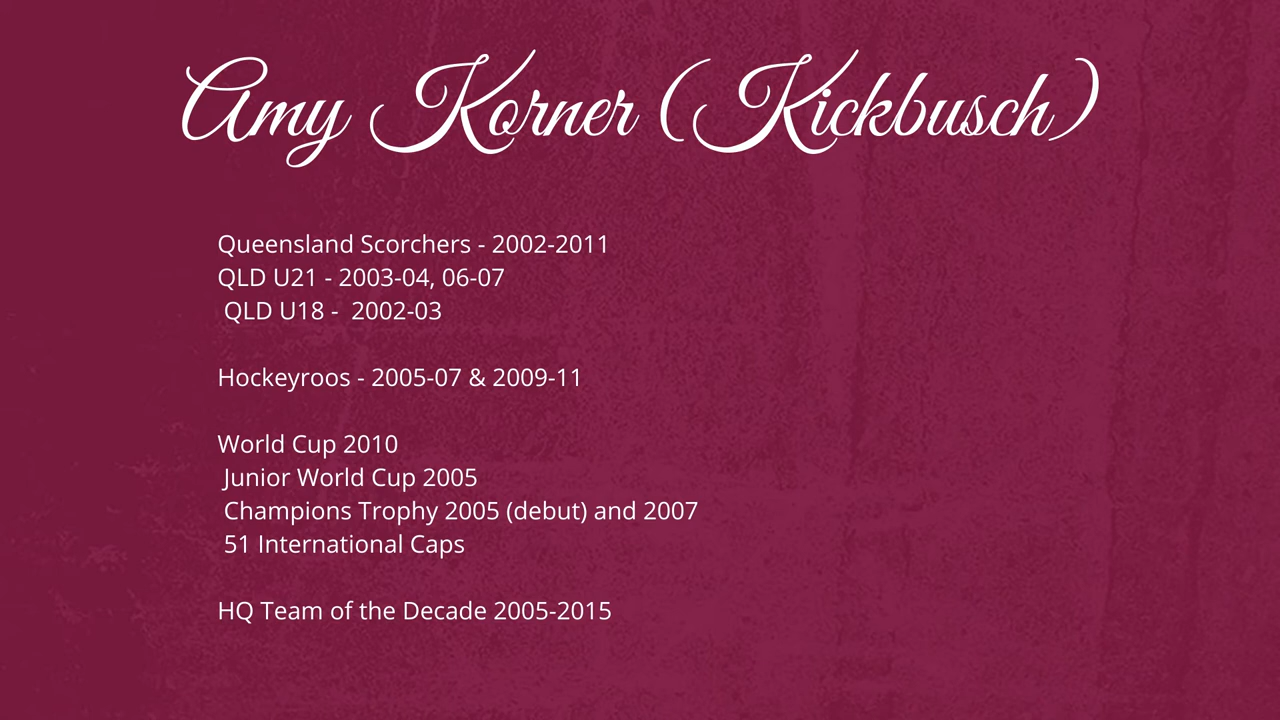 Amy Korner (Kickbusch)
Queensland Scorchers - 2002-2011
QLD U21 - 2003-04, 06-07
QLD U18 - 2002-03
Hockeyroos - 2005-07 & 2009-11
World Cup 2010
Junior World Cup 2005
Champions Trophy 2005 (debut) and 2007
51 International Caps
HQ Team of the Decade 2005-2015